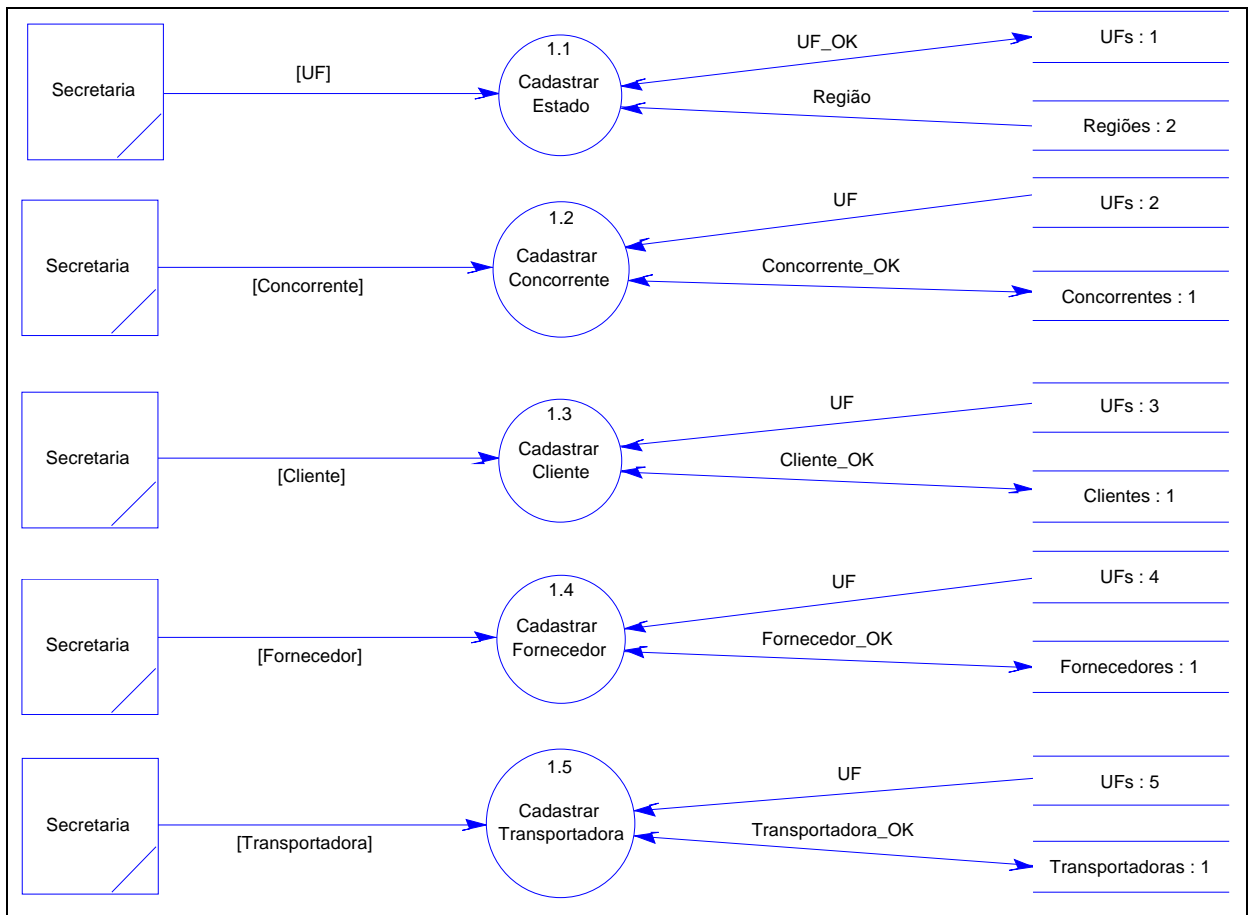 Secretaria
[UF]
1.1
Cadastrar
Estado
UF_OK
Região
UFs : 1
Regiões : 2
Secretaria
[Concorrente]
1.2
Cadastrar
Concorrente
UF
Concorrente_OK
UFs : 2
Concorrentes : 1
Secretaria
[Cliente]
1.3
Cadastrar
Cliente
UF
Cliente_OK
UFs : 3
Clientes : 1
Secretaria
[Fornecedor]
1.4
Cadastrar
Fornecedor
UF
Fornecedor_OK
UFs : 4
Fornecedores : 1
Secretaria
[Transportadora]
1.5
Cadastrar
Transportadora
UF
Transportadora_OK
UFs : 5
Transportadoras : 1